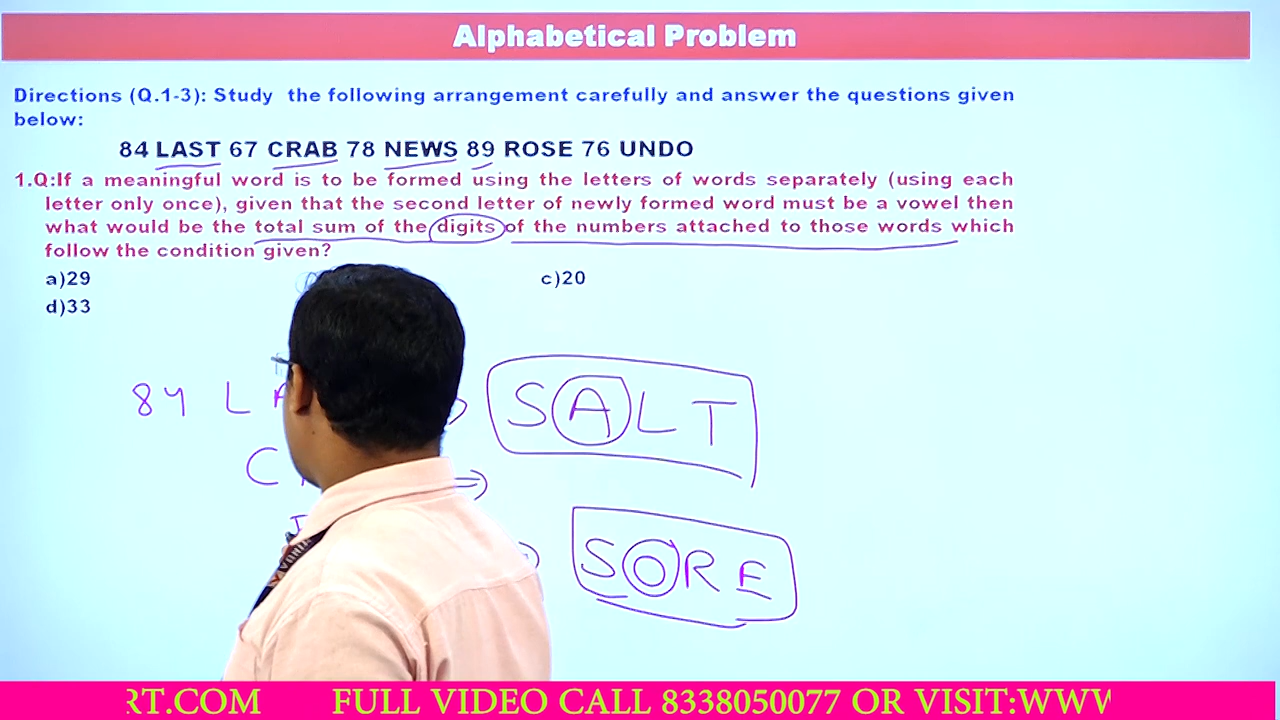 Alphabetical Problem
Directions (Q.1-3): Study the following arrangement carefully and answer the questions given
below:
84 LAST 67 CRAB 78 NEWS 89 ROSE 76 UNDO
1.Q:If a meaningful word is to be formed using the letters of words separately (using each
letter only once), given that the second letter of newly formed word must be a vowel then
what would be the total sum of the digits of the numbers attached to those words which
follow the condition given?
a)29 c)20
d)33
84 L SALT
C
SORE
RT.COM FULL VIDEO CALL 8338050077 OR VISIT:WWW